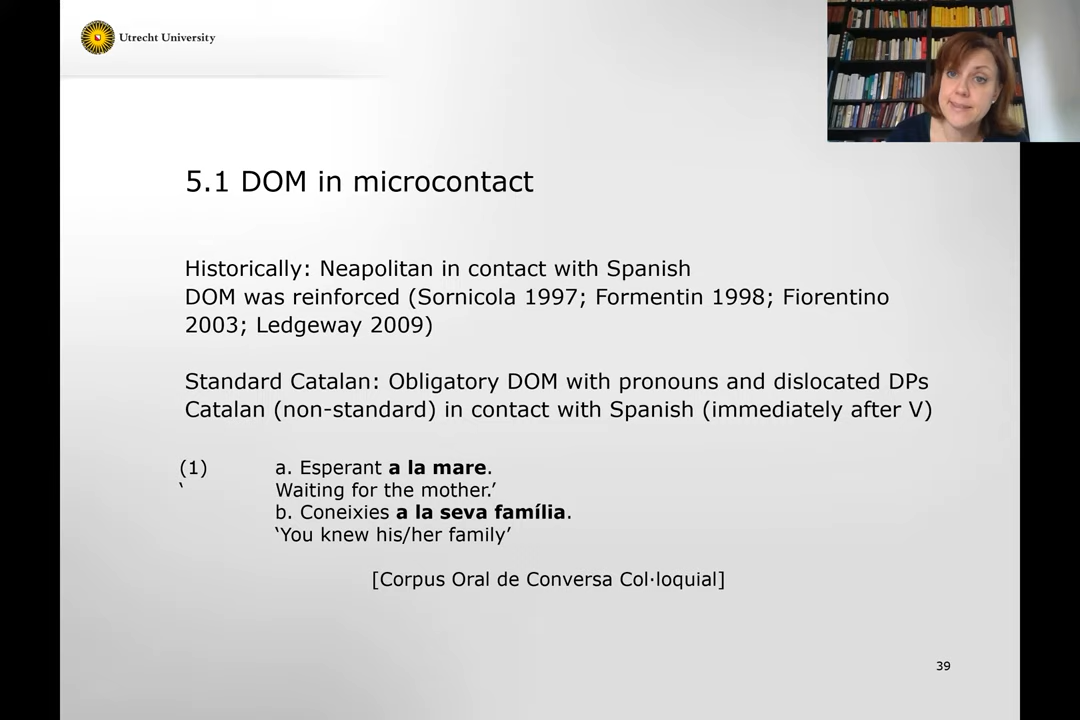 Utrecht University
5.1 DOM in microcontact
Historically: Neapolitan in contact with Spanish
DOM was reinforced (Sornicola 1997; Formentin 1998; Fiorentino
2003; Ledgeway 2009)
Standard Catalan: Obligatory DOM with pronouns and dislocated DPs
Catalan (non-standard) in contact with Spanish (immediately after V)
(1) a. Esperant a la mare.
‘ Waiting for the mother.’
b. Coneixies a la seva família.
‘You knew his/her family’
[Corpus Oral de Conversa Col·loquial]
39